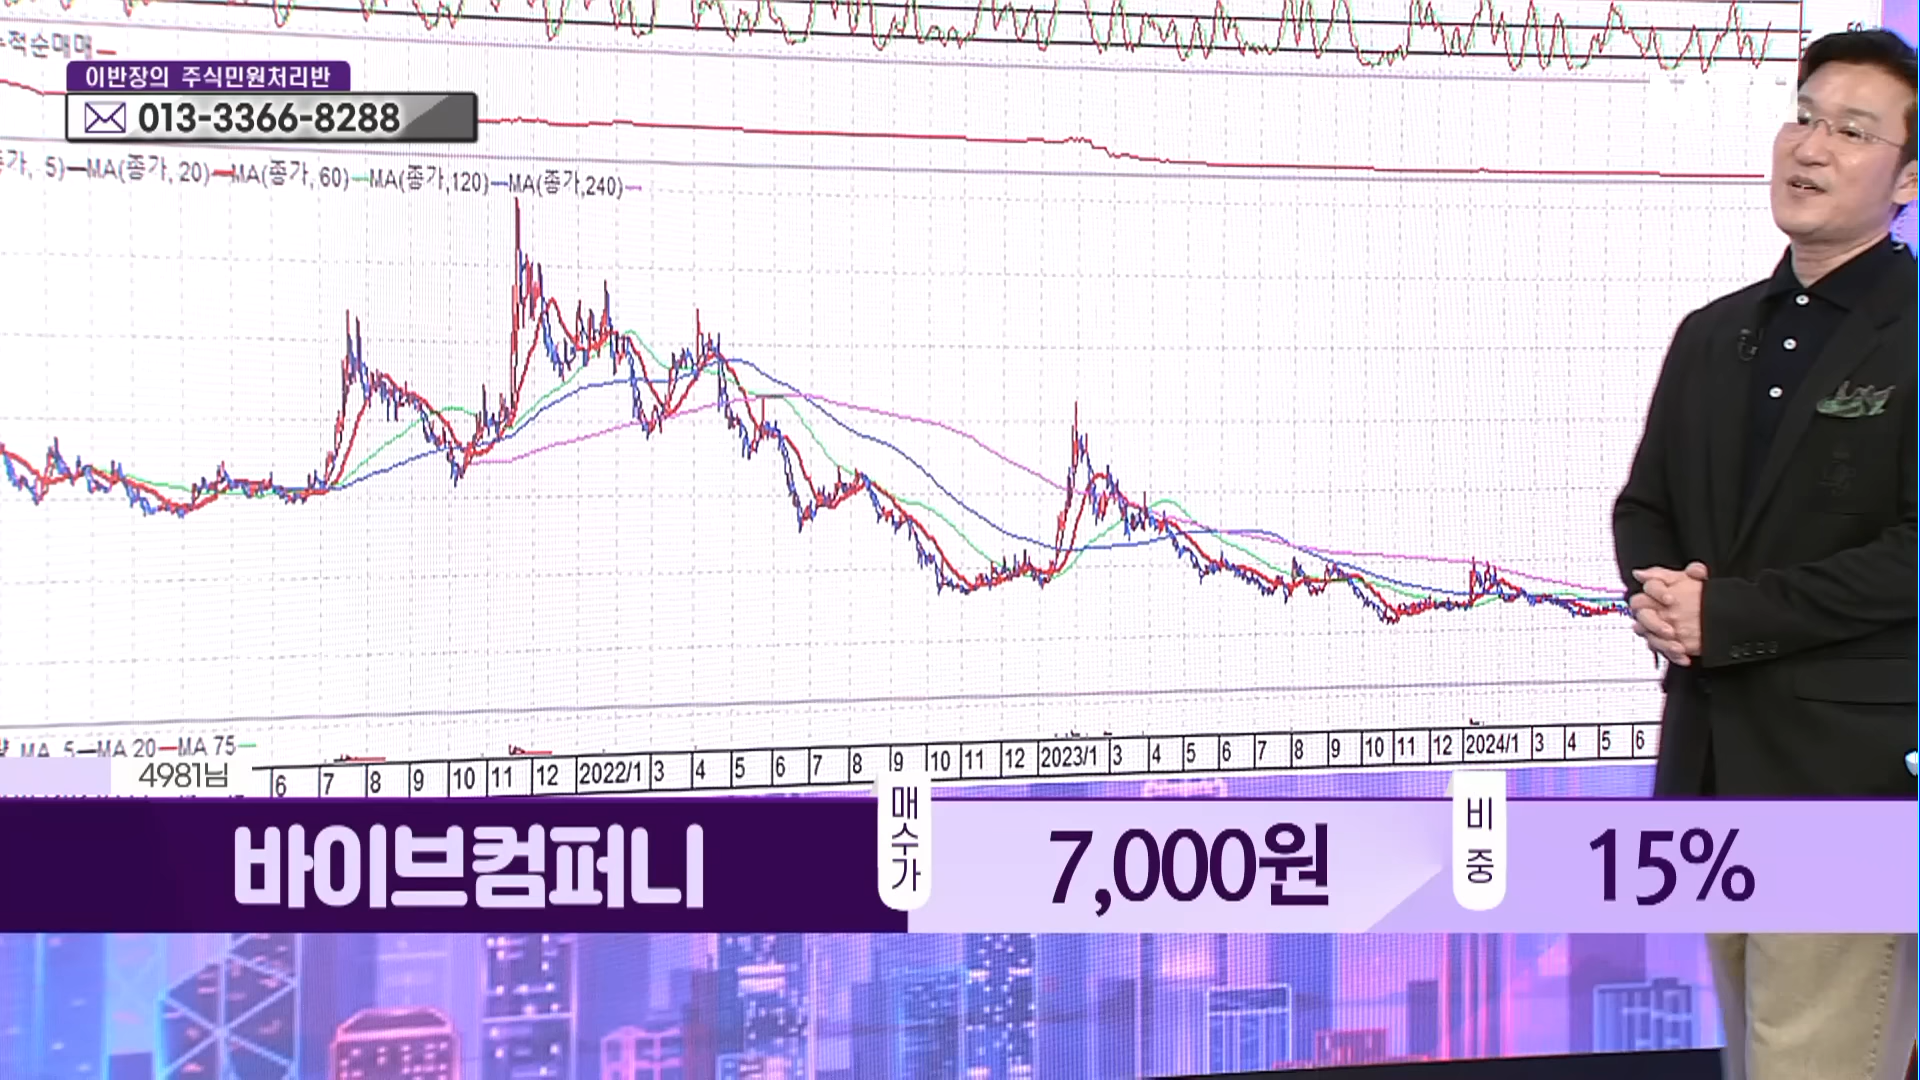 적순매매
이반장의 주식민원처리반
013-3366-8288
5)—MA(종가, 20)—MA(종가, 60)—MA(종가,120)—MA(종가,240)—
MA 5—MA 20—MA 75—
4981님
6 7 8 9 10 11 12 2022/1 3 4 5 6 7 8 9 10 11 12 2023/1 3 4 5 6 7 8 9 10 11 12 2024/1 3 4 5 6
바이브컴퍼니
매수가
7,000원
비중
15%